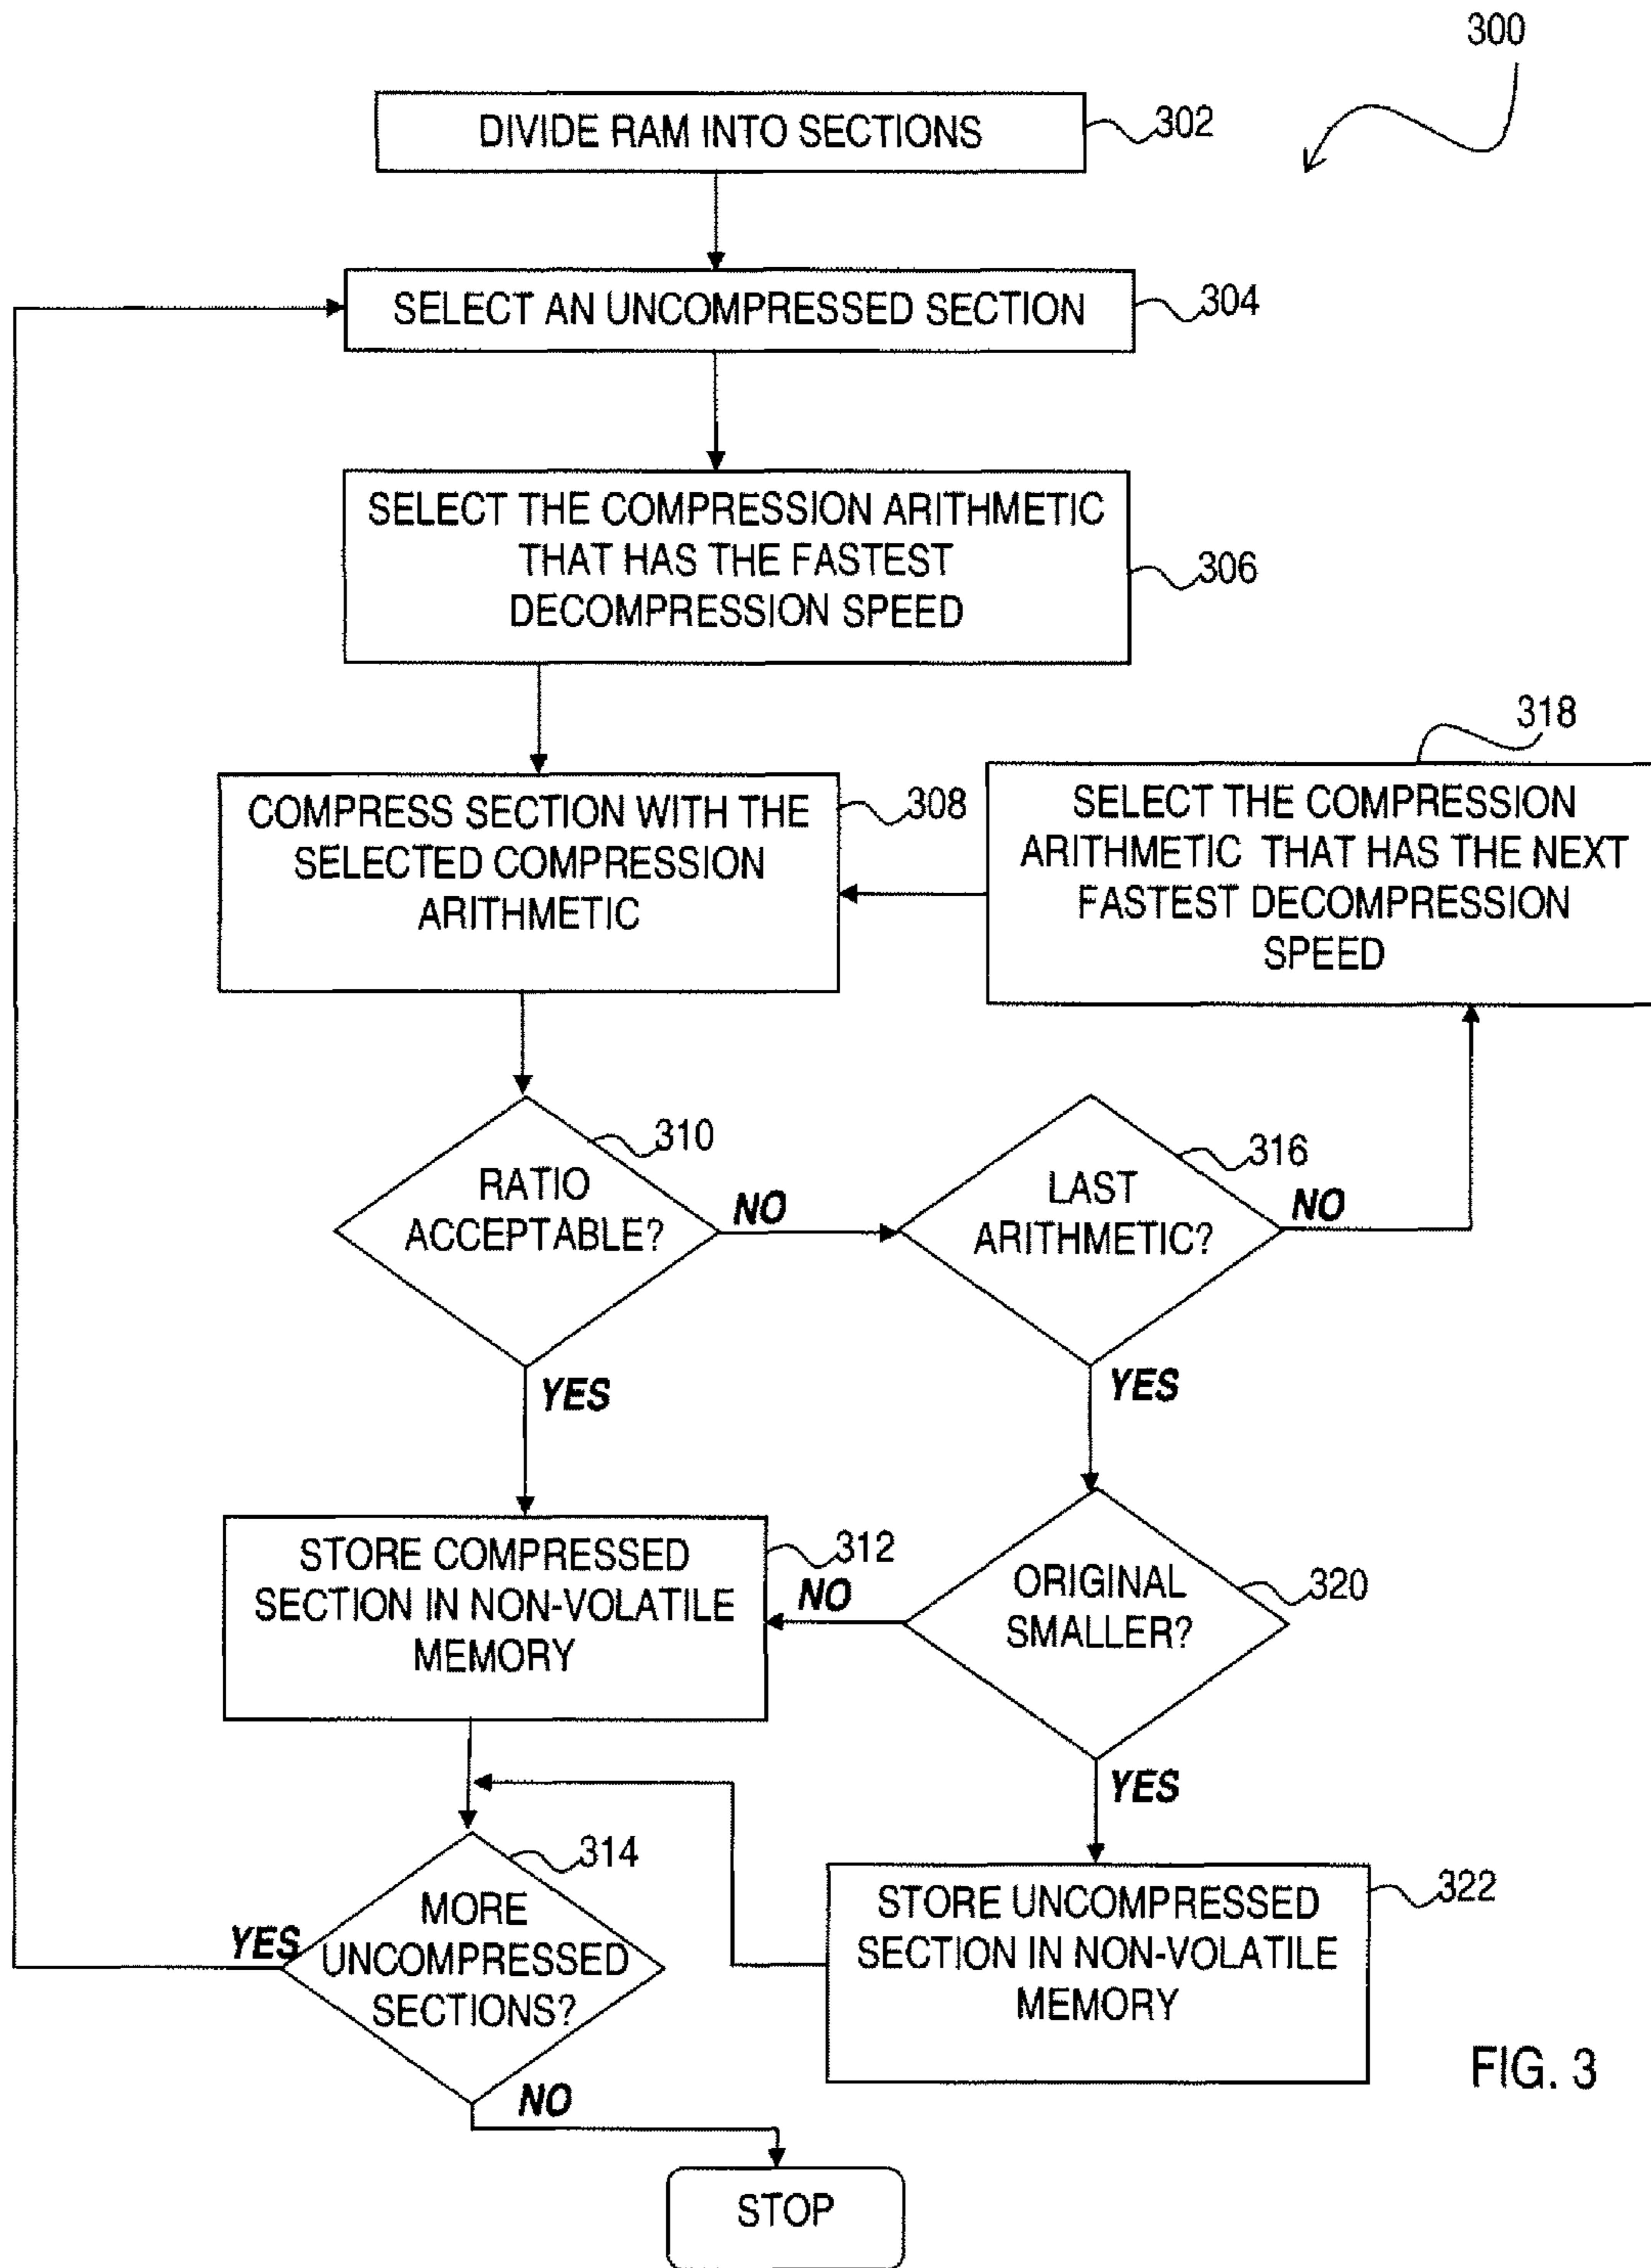 300
DIVIDE RAM INTO SECTIONS
302
SELECT AN UNCOMPRESSED SECTION
304
SELECT THE COMPRESSION ARITHMETIC
THAT HAS THE FASTEST
DECOMPRESSION SPEED
306
318
COMPRESS SECTION WITH THE
SELECTED COMPRESSION
ARITHMETIC
308
SELECT THE COMPRESSION
ARITHMETIC THAT HAS THE NEXT
FASTEST DECOMPRESSION
SPEED
310
RATIO
ACCEPTABLE?
NO
316
LAST
ARITHMETIC?
NO
YES
YES
STORE COMPRESSED
SECTION IN NON-VOLATILE
MEMORY
312
NO
ORIGINAL
SMALLER?
320
YES
314
MORE
UNCOMPRESSED
SECTIONS?
YES
STORE UNCOMPRESSED
SECTION IN NON-VOLATILE
MEMORY
322
NO
STOP
FIG. 3